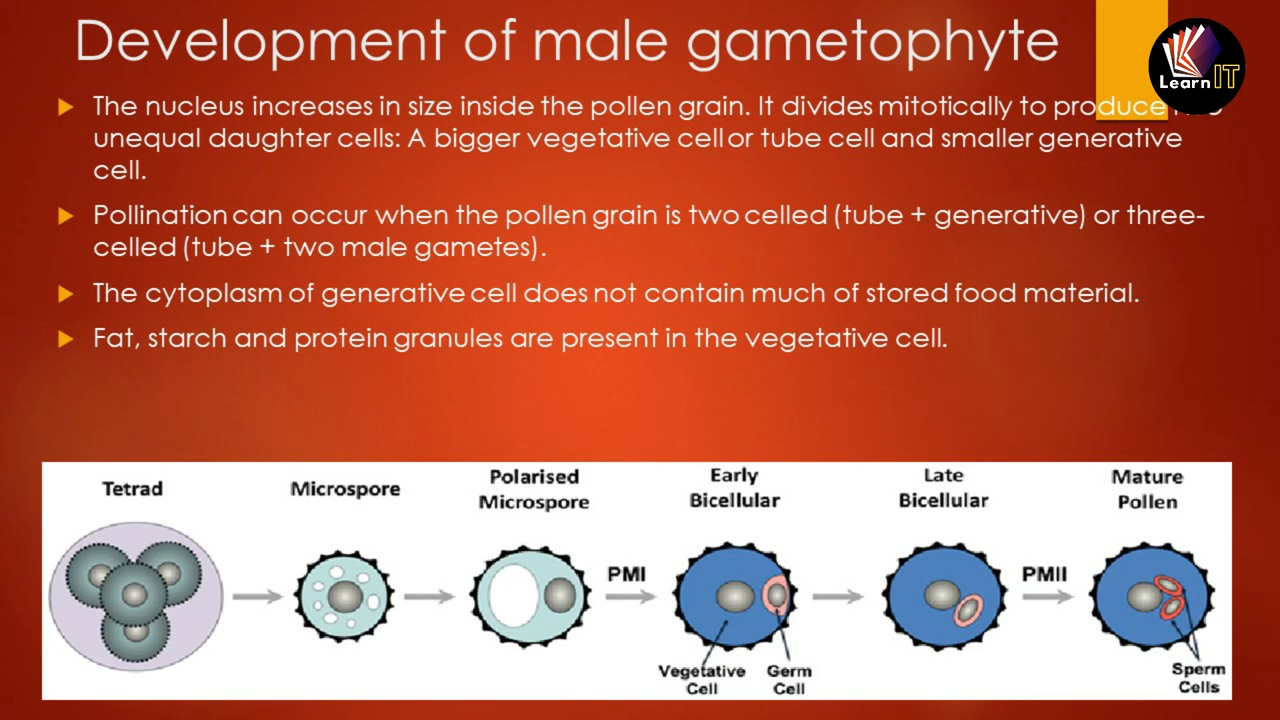 Development of male gametophyte
Learn IT
The nucleus increases in size inside the pollen grain. It divides mitotically to produce
unequal daughter cells: A bigger vegetative cell or tube cell and smaller generative
cell.
Pollination can occur when the pollen grain is two celled (tube + generative) or three-
celled (tube + two male gametes).
The cytoplasm of generative cell does not contain much of stored food material.
Fat, starch and protein granules are present in the vegetative cell.
Tetrad
Microspore
Polarised
Microspore
Early
Bicellular
Late
Bicellular
Mature
Pollen
PMI
PMII
Vegetative
Cell
Germ
Cell
Sperm
Cells